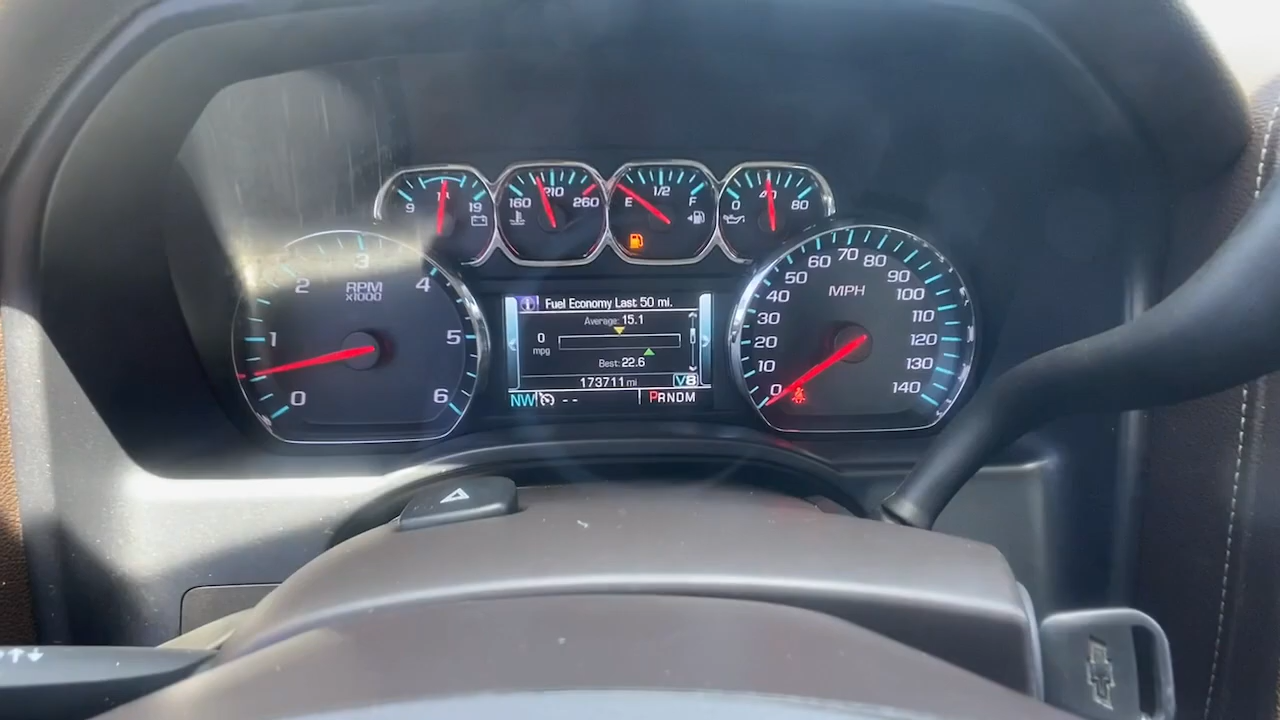 9 14 19
160 210 260
E 1/2 F
0 40 80
0 1 2 3 4 5 6
RPM
x1000
Fuel Economy Last 50 mi.
Average: 15.1
0
mpg
Best: 22.6
173711 mi V8
NW -- PRNDM
0 10 20 30 40 50 60 70 80 90 100 110 120 130 140
MPH